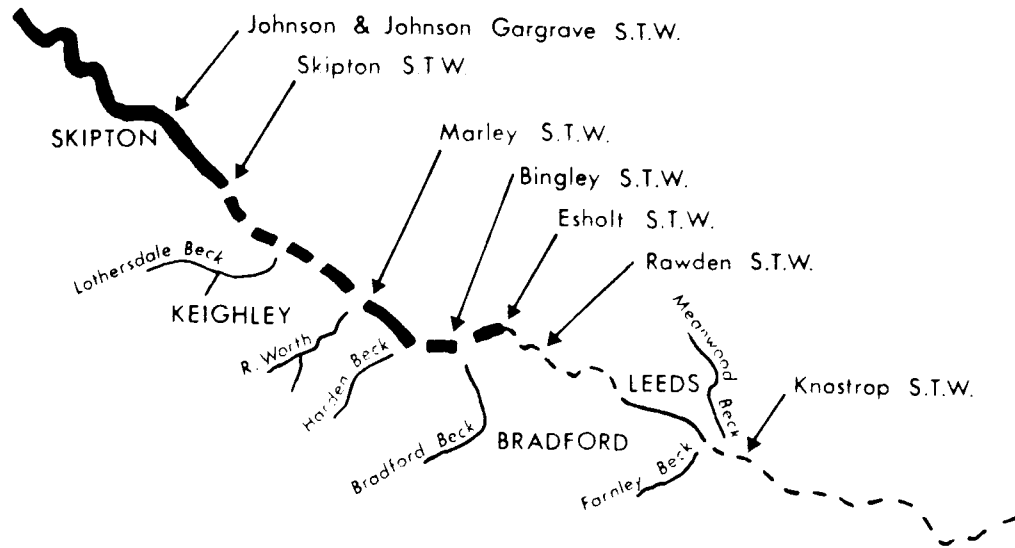 Johnson & Johnson Gargrave S.T.W.
Skipton S.T.W.
SKIPTON
Marley S.T.W.
Bingley S.T.W.
Esholt S.T.W.
Lothersdale Beck
Rawden S.T.W.
KEIGHLEY
R. Worth
Harden Beck
Meanwood Beck
LEEDS
Knostrop S.T.W.
Bradford Beck
BRADFORD
Farnley Beck